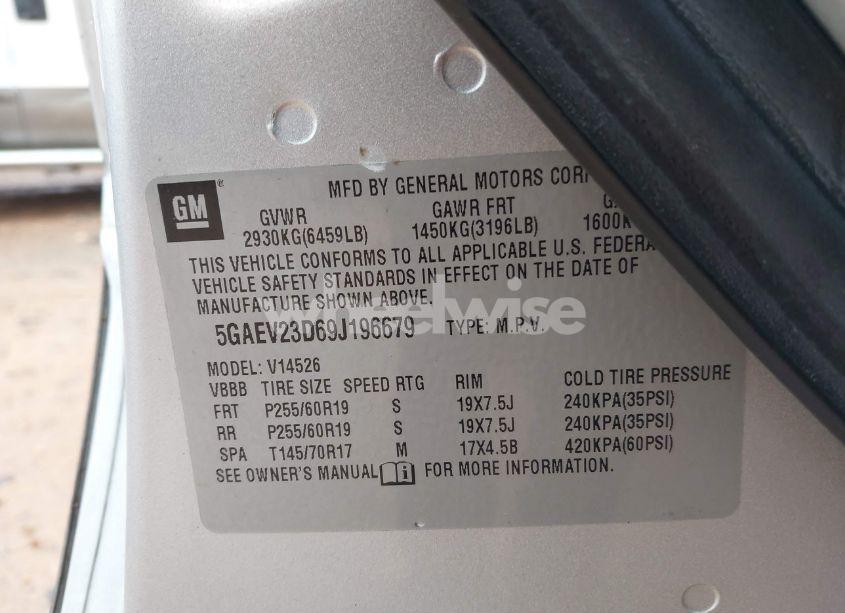 GM
MFD BY GENERAL MOTORS CORP
GVWR GAWR FRT
2930KG(6459LB) 1450KG(3196LB) 1600K
THIS VEHICLE CONFORMS TO ALL APPLICABLE U.S. FEDERA
VEHICLE SAFETY STANDARDS IN EFFECT ON THE DATE OF
MANUFACTURE SHOWN ABOVE.
5GAEV23D69J196679 TYPE: M.P.V.
wheelwise
MODEL: V14526
VBBB TIRE SIZE SPEED RTG RIM COLD TIRE PRESSURE
FRT P255/60R19 S 19X7.5J 240KPA(35PSI)
RR P255/60R19 S 19X7.5J 240KPA(35PSI)
SPA T145/70R17 M 17X4.5B 420KPA(60PSI)
SEE OWNER'S MANUAL FOR MORE INFORMATION.